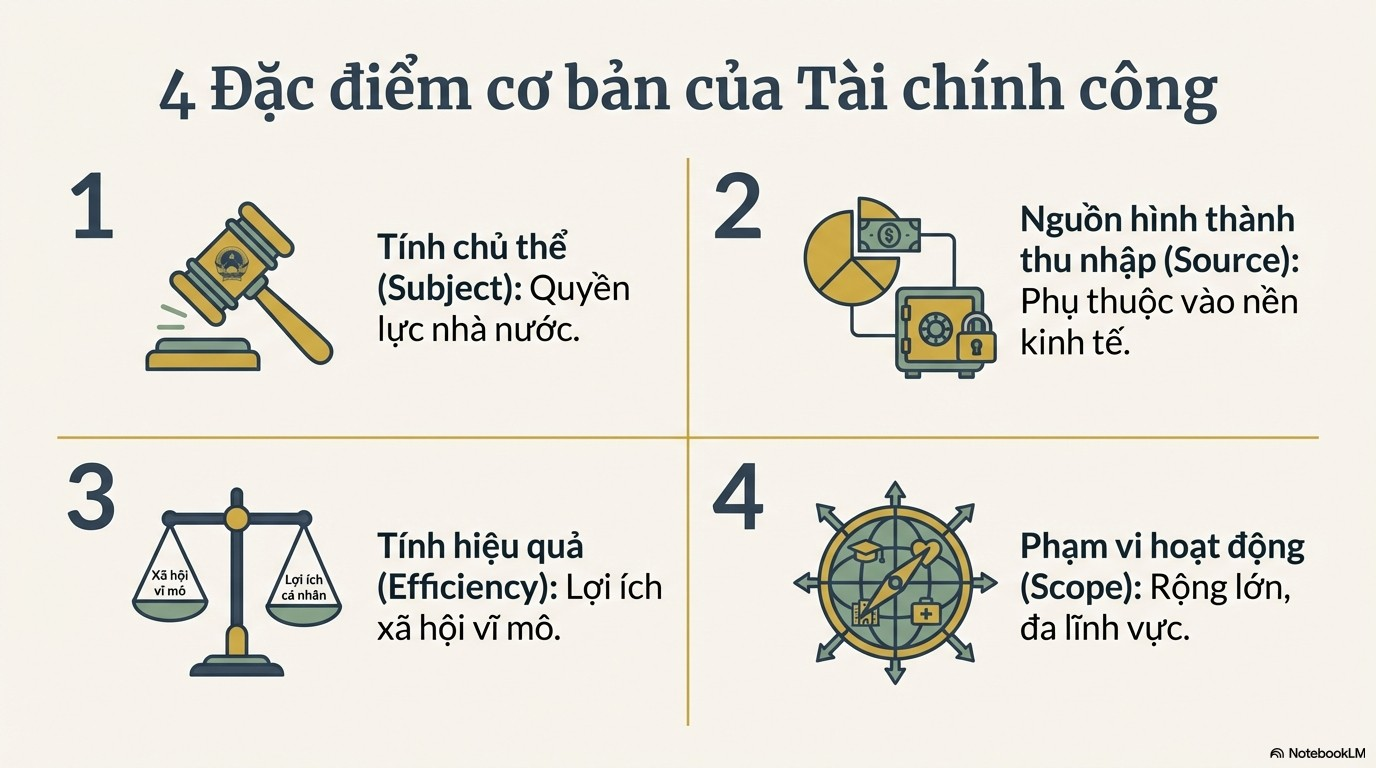 4 Đặc điểm cơ bản của Tài chính công
1
Tính chủ thể
(Subject): Quyền
lực nhà nước.
2
$
Nguồn hình thành
thu nhập (Source):
Phụ thuộc vào nền
kinh tế.
3
Xã hội
vĩ mô
Lợi ích
cá nhân
Tính hiệu quả
(Efficiency): Lợi ích
xã hội vĩ mô.
4
Phạm vi hoạt động
(Scope): Rộng lớn,
đa lĩnh vực.
NotebookLM